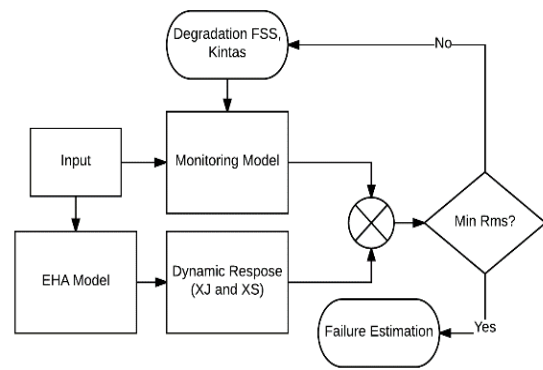 Degradation FSS,
Kintas
No
Input
Monitoring Model
Min Rms?
EHA Model
Dynamic Respose
(XJ and XS)
Failure Estimation
Yes